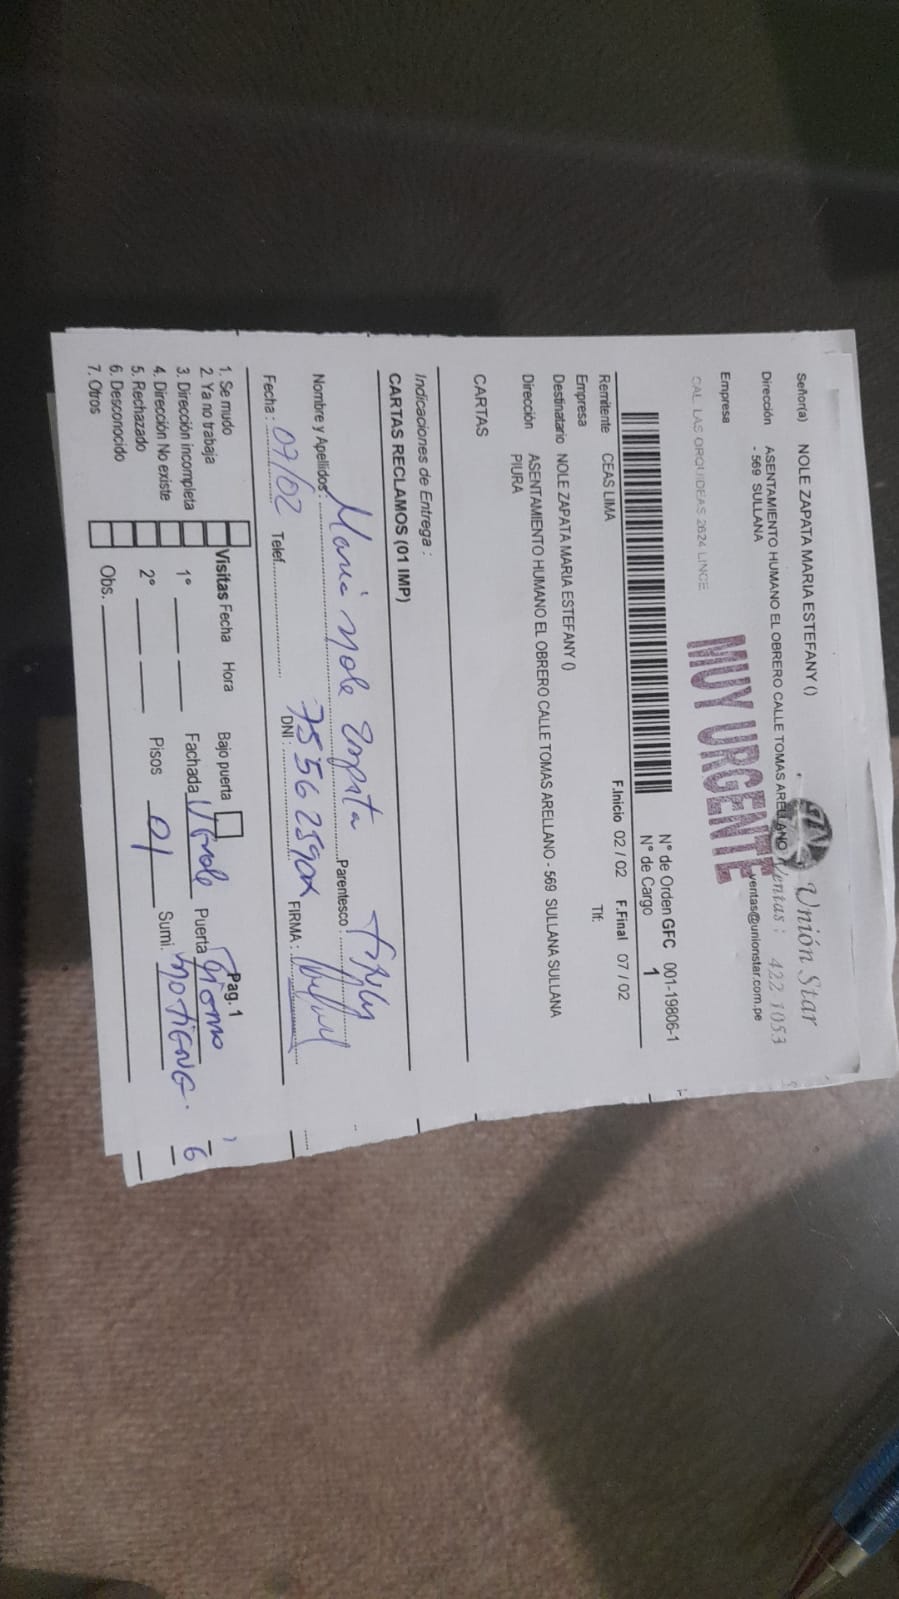 Unión Star
Ventas: 422 1053
ventas@unionstar.com.pe
Señor(a) NOLE ZAPATA MARIA ESTEFANY ()
Dirección ASENTAMIENTO HUMANO EL OBRERO CALLE TOMAS ARELLANO
- 569 SULLANA
Empresa
MUY URGENTE
CAL LAS ORQUIDEAS 2624 LINCE
N° de Orden GFC 001-19806-1
N° de Cargo 1
F.Inicio 02 / 02 F.Final 07 / 02
Remitente CEAS LIMA Tlf:
Empresa
Destinatario NOLE ZAPATA MARIA ESTEFANY ()
Dirección ASENTAMIENTO HUMANO EL OBRERO CALLE TOMAS ARELLANO - 569 SULLANA SULLANA
PIURA
CARTAS
Indicaciones de Entrega :
CARTAS RECLAMOS (01 IMP)
Nombre y Apellidos: Maria Nole Zapata Parentesco:
Fecha : 07/02 Telef. DNI : FIRMA :
1. Se mudo Visitas Fecha Hora Bajo puerta Pag. 1
2. Ya no trabaja 1° Fachada Puerta
3. Dirección incompleta 2° Pisos 01 Sumi.
4. Dirección No existe
5. Rechazado
6. Desconocido Obs.
7. Otros
6